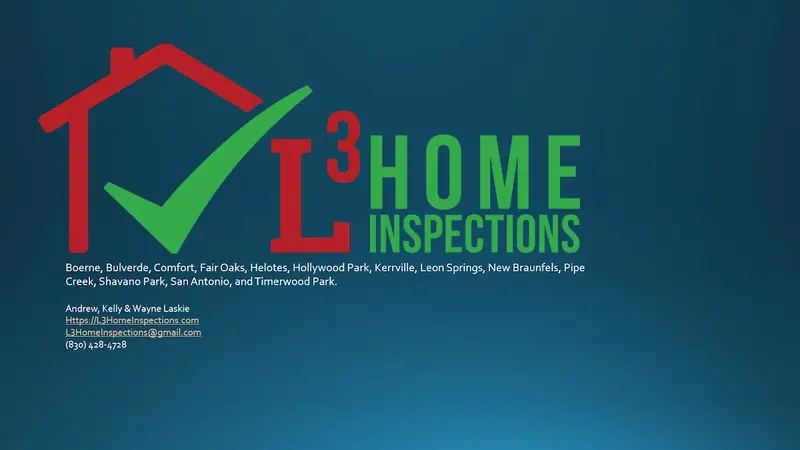 L3 HOME
INSPECTIONS
Boerne, Bulverde, Comfort, Fair Oaks, Helotes, Hollywood Park, Kerrville, Leon Springs, New Braunfels, Pipe
Creek, Shavano Park, San Antonio, and Timerwood Park.
Andrew, Kelly & Wayne Laskie
Https://L3HomeInspections.com
L3HomeInspections@gmail.com
(830) 428-4728